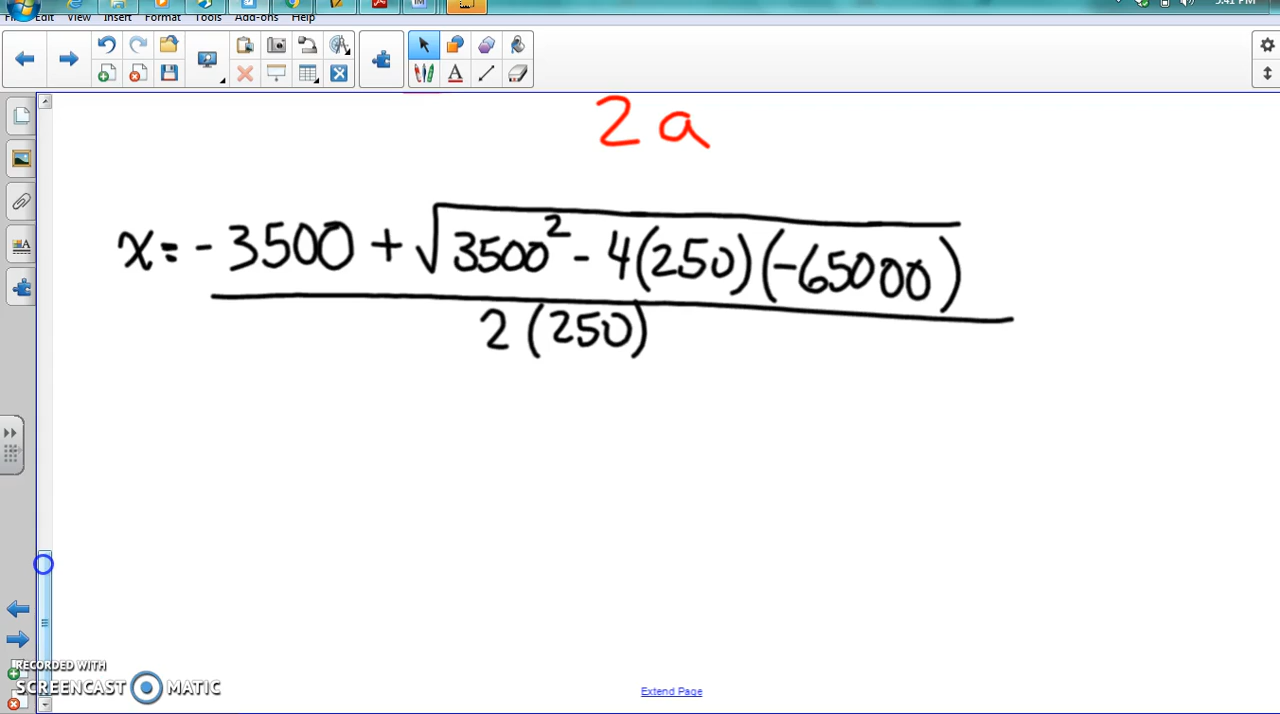 File Edit View Insert Format Tools Add-ons Help
2a
x = -3500 + √3500² - 4(250)(-65000)
2(250)
RECORDED WITH
SCREENCAST MATIC
Extend Page